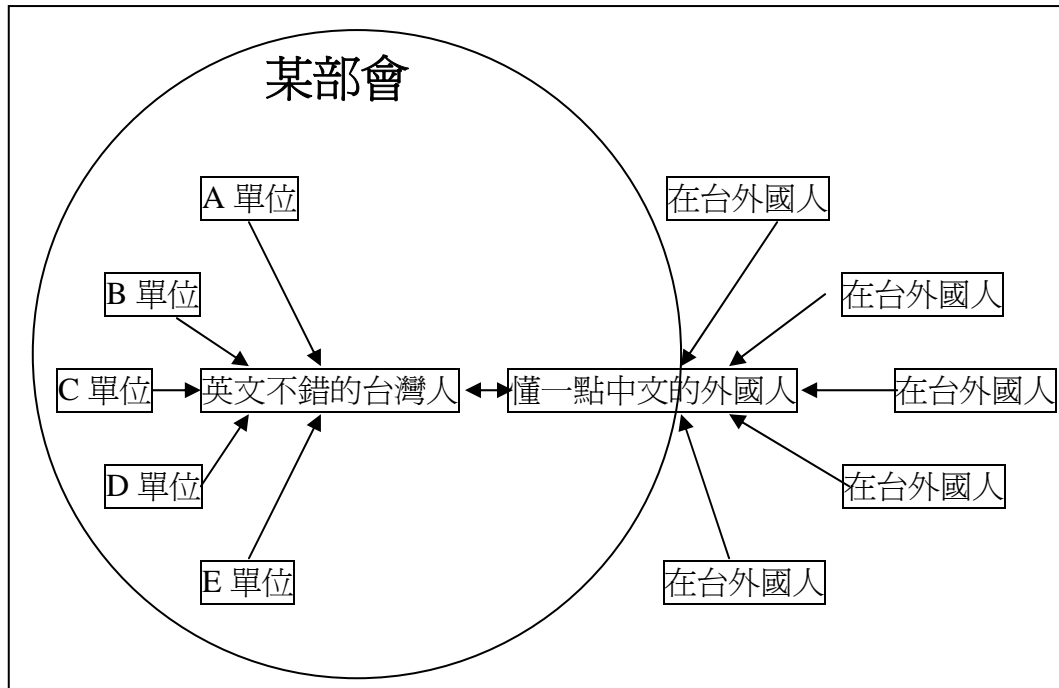 某部會
A 單位
在台外國人
B 單位
在台外國人
C 單位
英文不錯的台灣人
懂一點中文的外國人
在台外國人
D 單位
在台外國人
E 單位
在台外國人